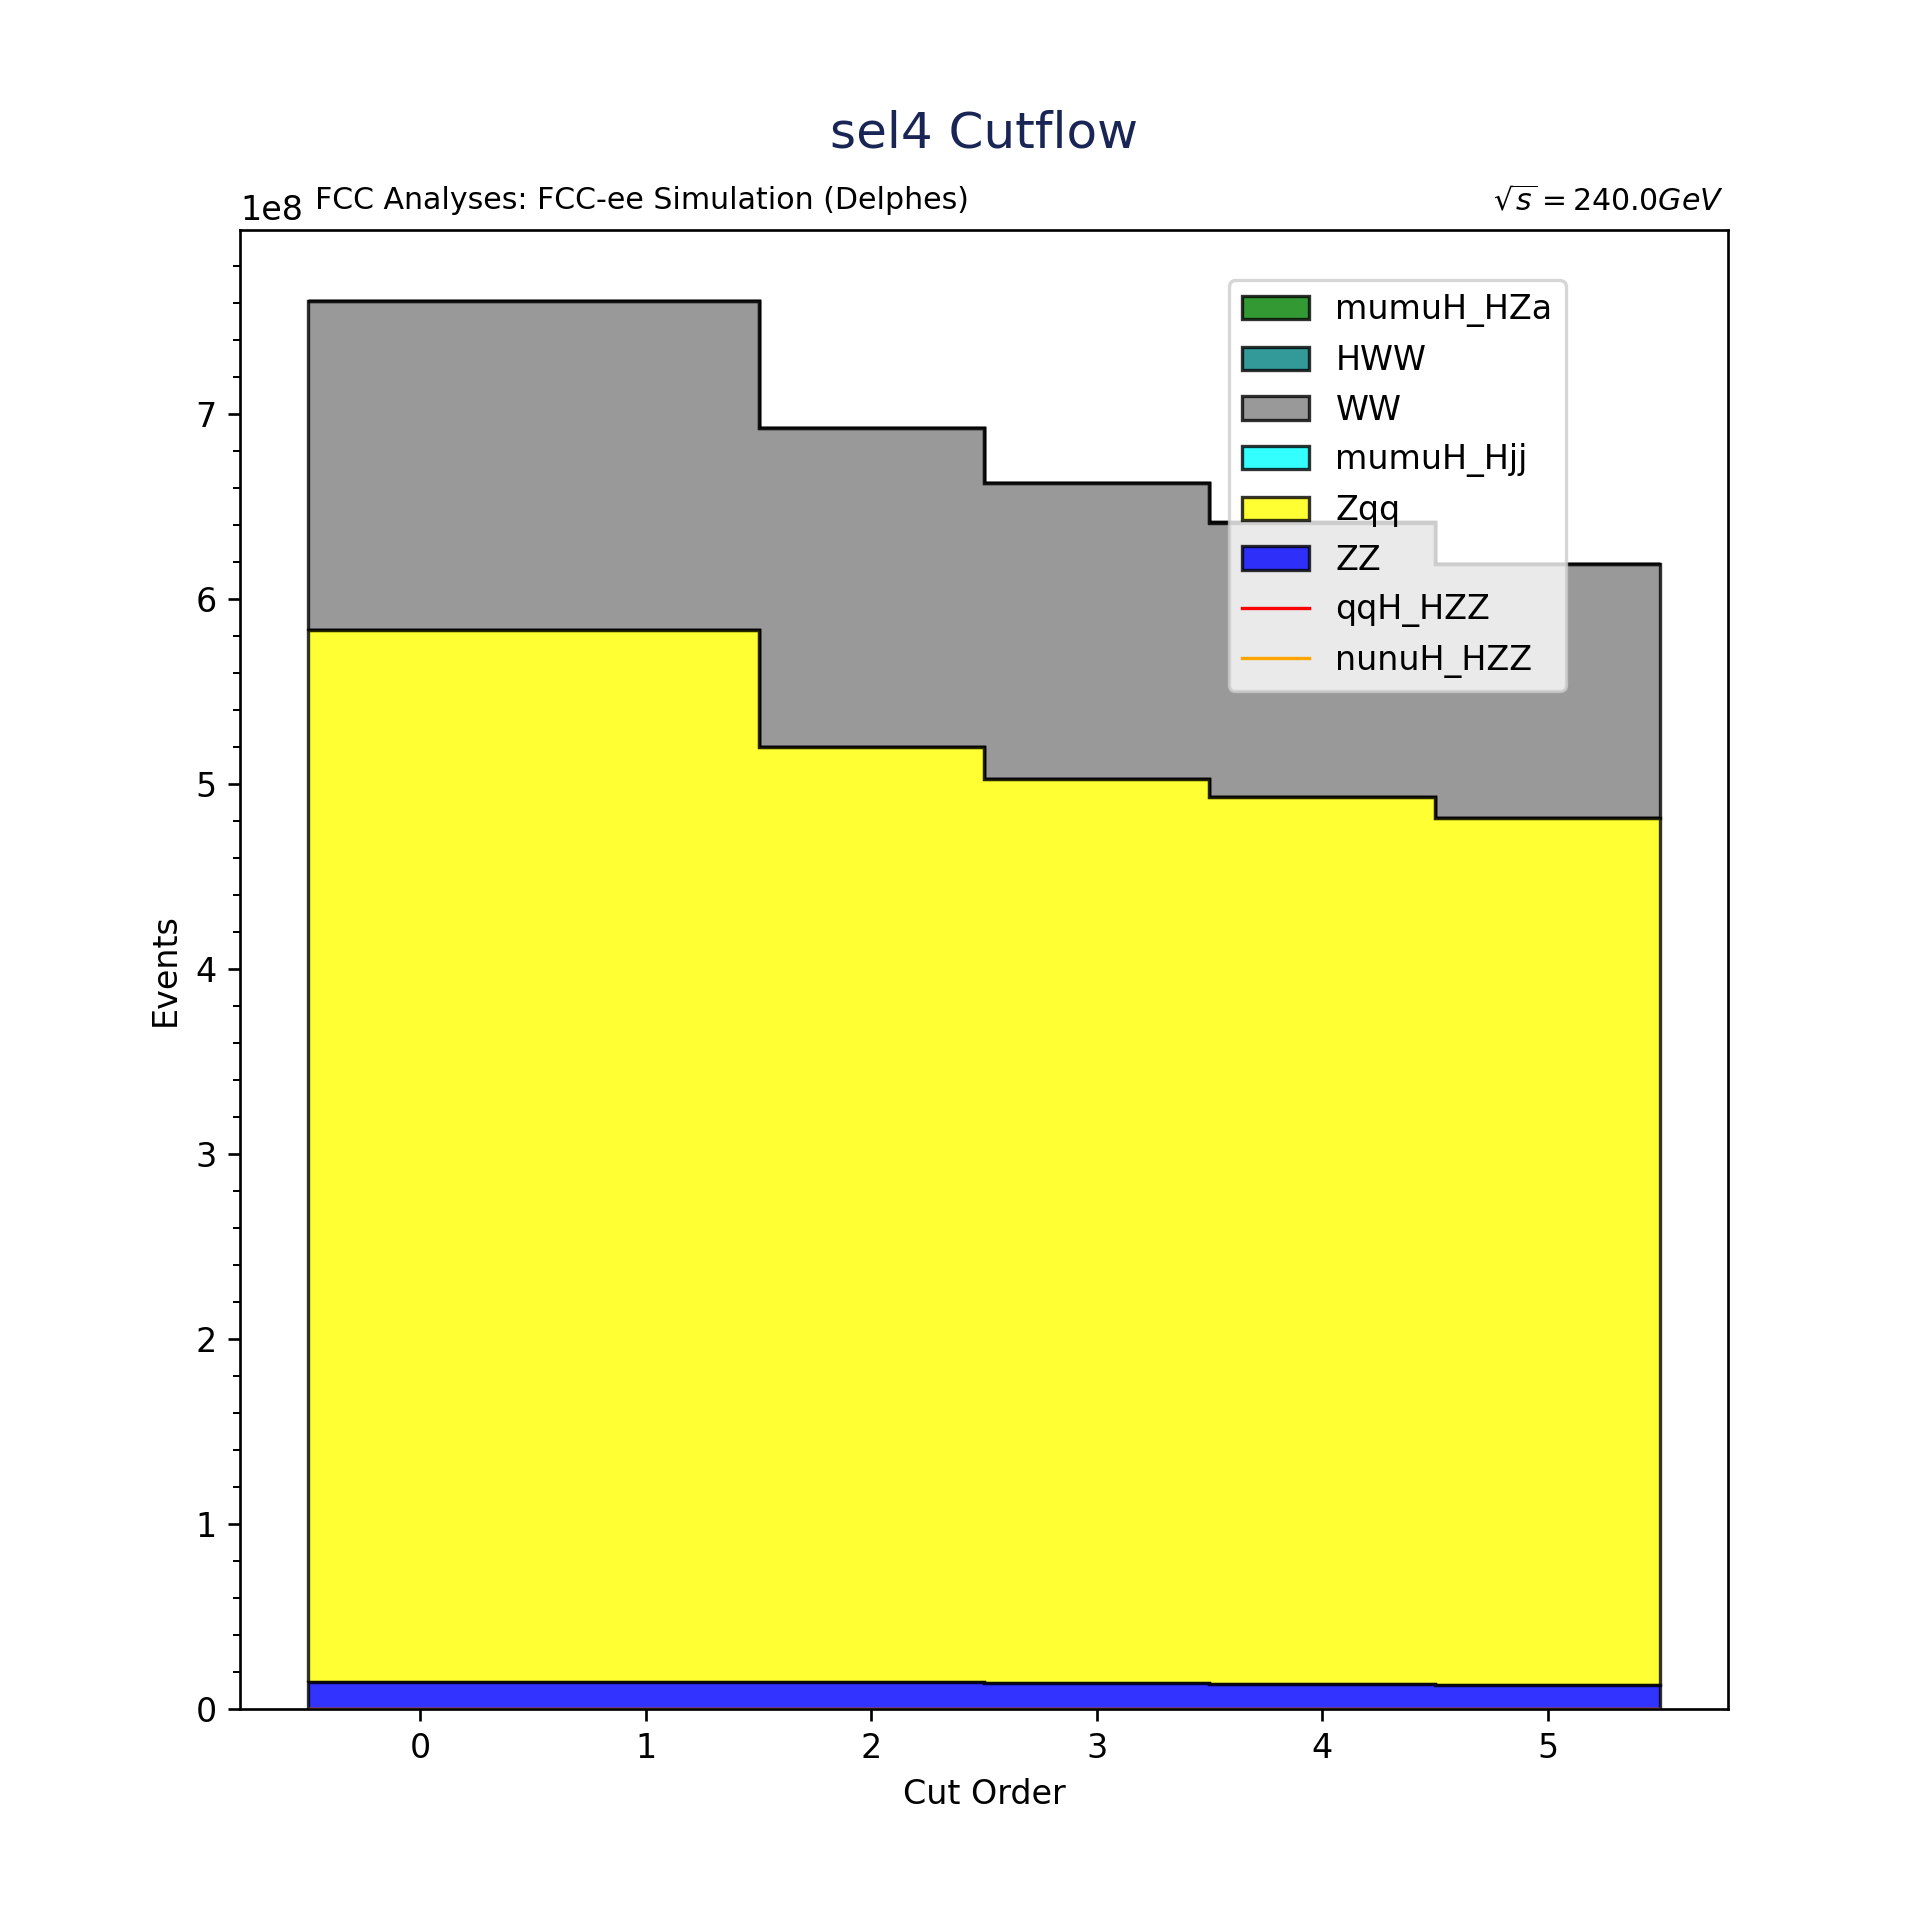 sel4 Cutflow
1e8 FCC Analyses: FCC-ee Simulation (Delphes) √s = 240.0GeV
mumuH_HZa
HWW
WW
mumuH_Hjj
Zqq
ZZ
qqH_HZZ
nunuH_HZZ
7
6
5
4
3
2
1
0
Events
0 1 2 3 4 5
Cut Order